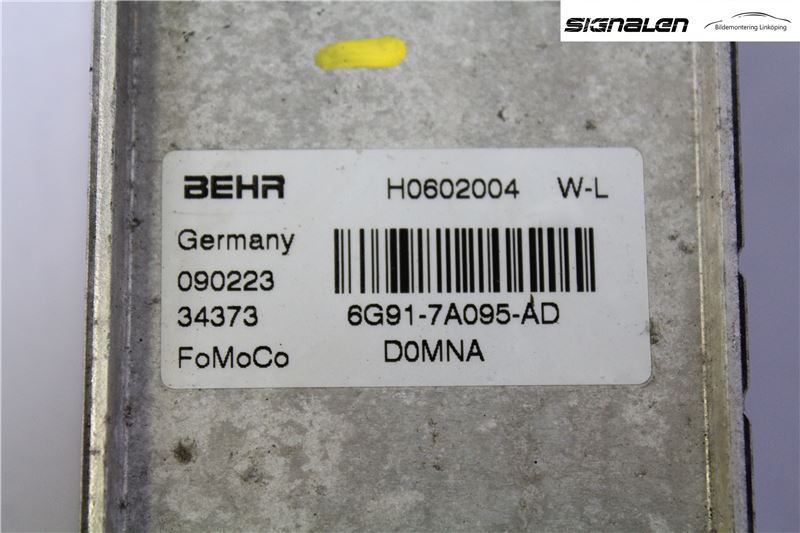 SIGNALEN
Bildemontering Linköping
BEHR H0602004 W-L
Germany
090223
34373 6G91-7A095-AD
FoMoCo D0MNA